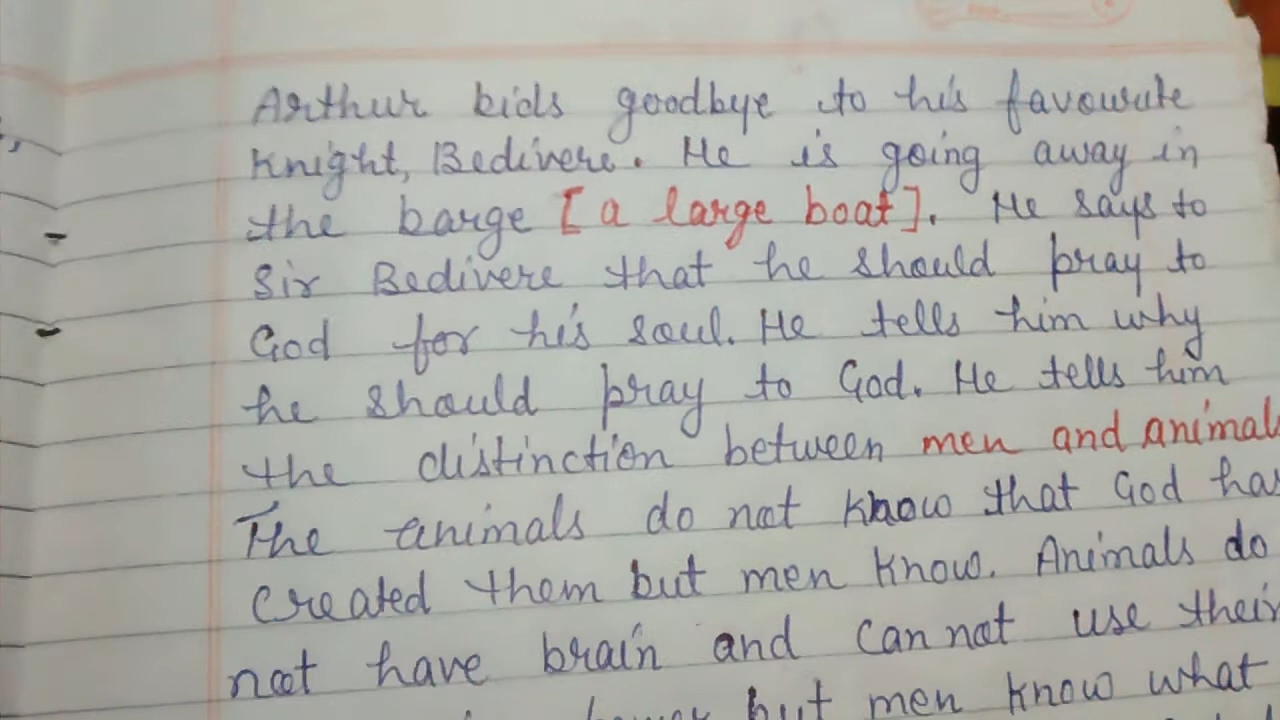 Arthur bids goodbye to his favourite
Knight, Bedivere. He is going away in
the barge [a large boat]. He says to
Sir Bedivere that he should pray to
God for his soul. He tells him why
he should pray to God. He tells him
the distinction between men and animal
The animals do not know that God has
created them but men know. Animals do
not have brain and can not use their
but men know what